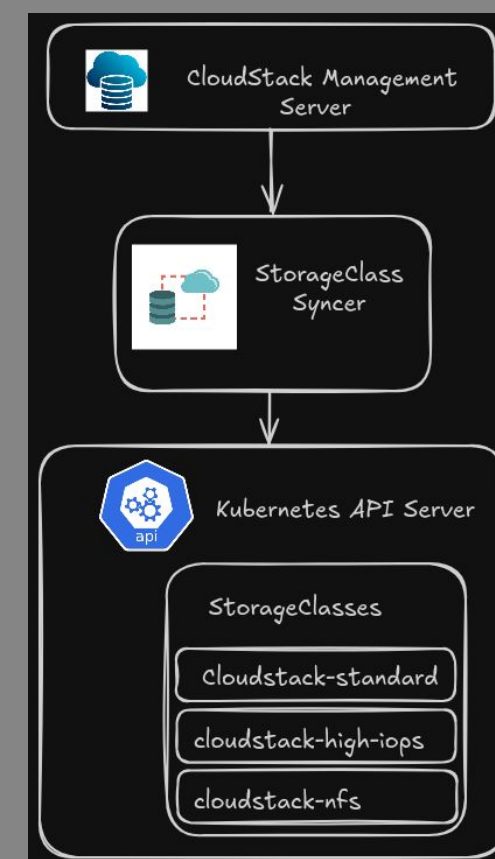 CloudStack Management
Server
StorageClass
Syncer
api
Kubernetes API Server
StorageClasses
Cloudstack-standard
cloudstack-high-iops
cloudstack-nfs